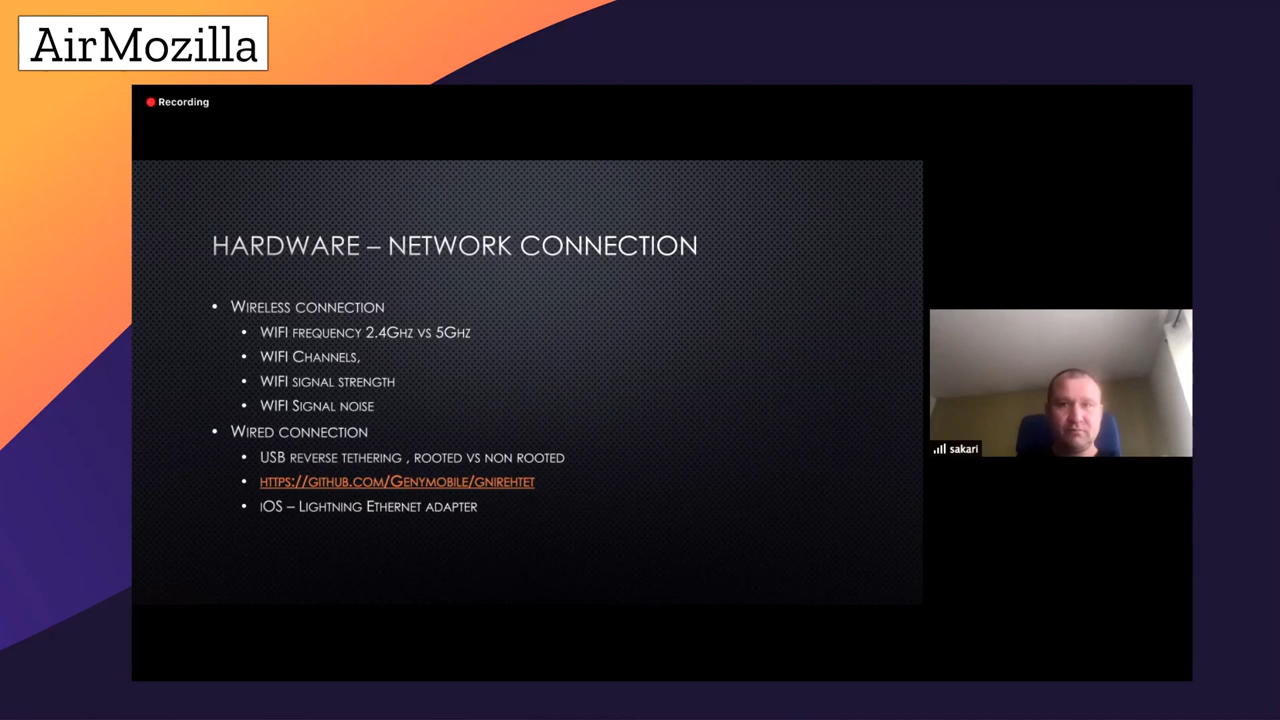 AirMozilla
Recording
HARDWARE – NETWORK CONNECTION
• WIRELESS CONNECTION
• WIFI FREQUENCY 2.4GHZ VS 5GHZ
• WIFI CHANNELS,
• WIFI SIGNAL STRENGTH
• WIFI SIGNAL NOISE
• WIRED CONNECTION
• USB REVERSE TETHERING , ROOTED VS NON ROOTED
• HTTPS://GITHUB.COM/GENYMOBILE/GNIREHTET
• iOS – LIGHTNING ETHERNET ADAPTER
sakari